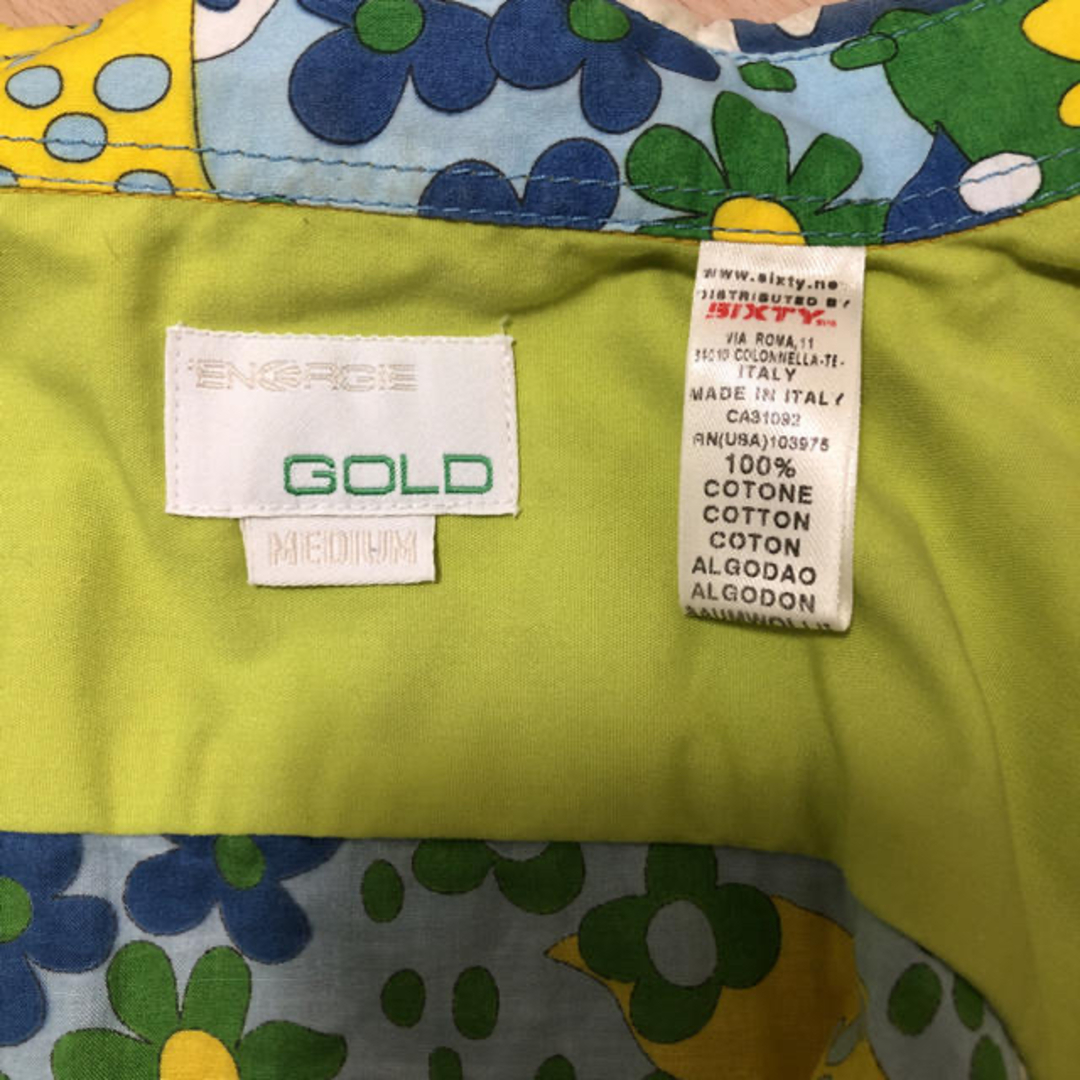 'ENERGIE
GOLD
MEDIUM
www.sixty.ne
DISTRIBUTED BY
SIXTY
VIA ROMA,11
COLONNELLA-TE-
ITALY
MADE IN ITALY
CA31092
RN(USA)103975
100%
COTONE
COTTON
COTON
ALGODAO
ALGODON